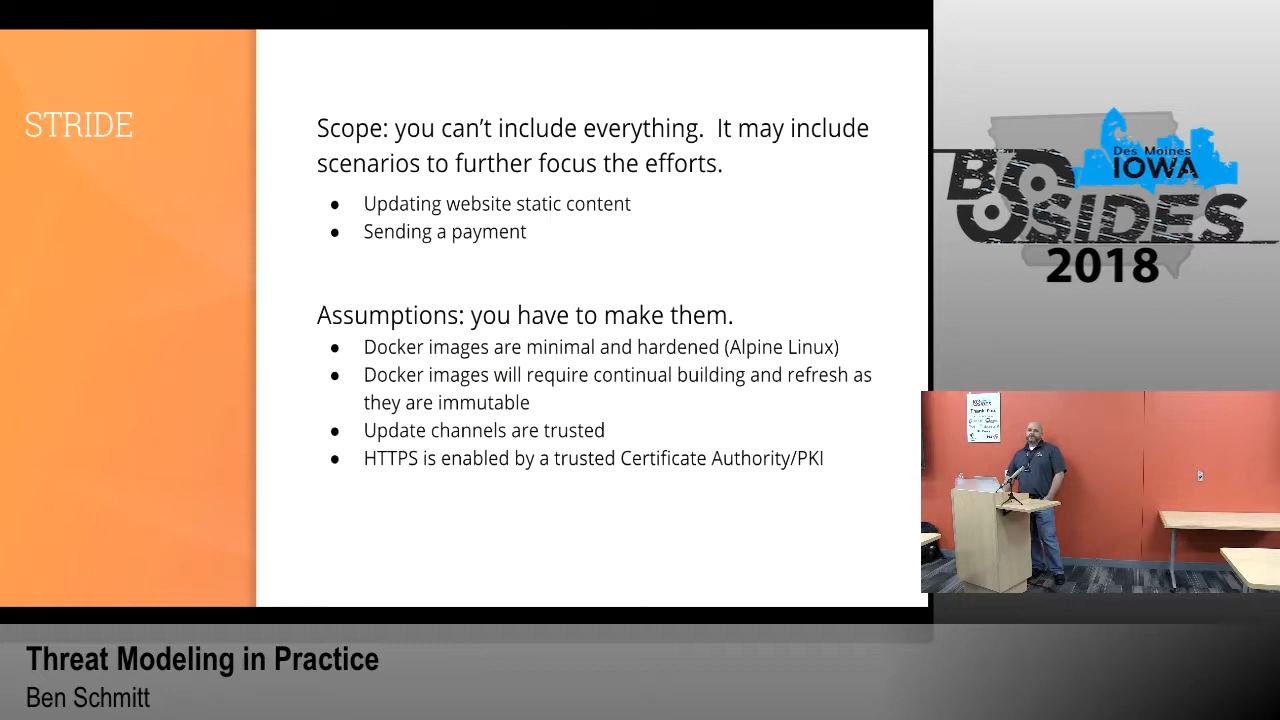 STRIDE
Scope: you can't include everything.  It may include
scenarios to further focus the efforts.
● Updating website static content
● Sending a payment
Assumptions: you have to make them.
● Docker images are minimal and hardened (Alpine Linux)
● Docker images will require continual building and refresh as
they are immutable
● Update channels are trusted
● HTTPS is enabled by a trusted Certificate Authority/PKI
Des Moines
IOWA
BSIDES
2018
Threat Modeling in Practice
Ben Schmitt